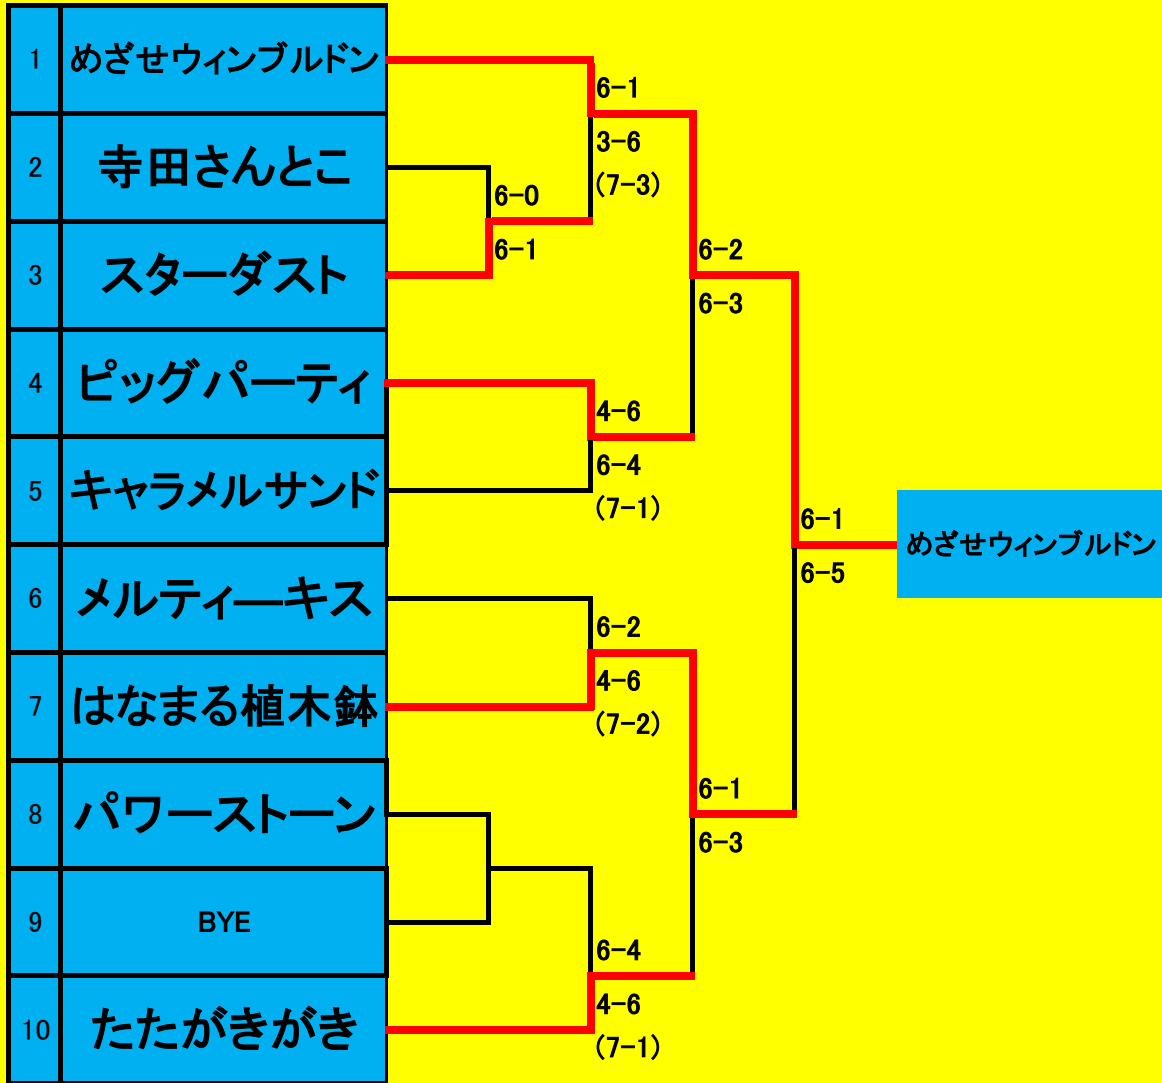 1 めざせウィンブルドン
2 寺田さんとこ
3 スターダスト
4 ピッグパーティ
5 キャラメルサンド
6 メルティ―キス
7 はなまる植木鉢
8 パワーストーン
9 BYE
10 たたがきがき
6-0
6-1
6-1
3-6
(7-3)
4-6
6-4
(7-1)
6-2
4-6
(7-2)
6-4
4-6
(7-1)
6-2
6-3
6-1
6-3
6-1
6-5
めざせウィンブルドン